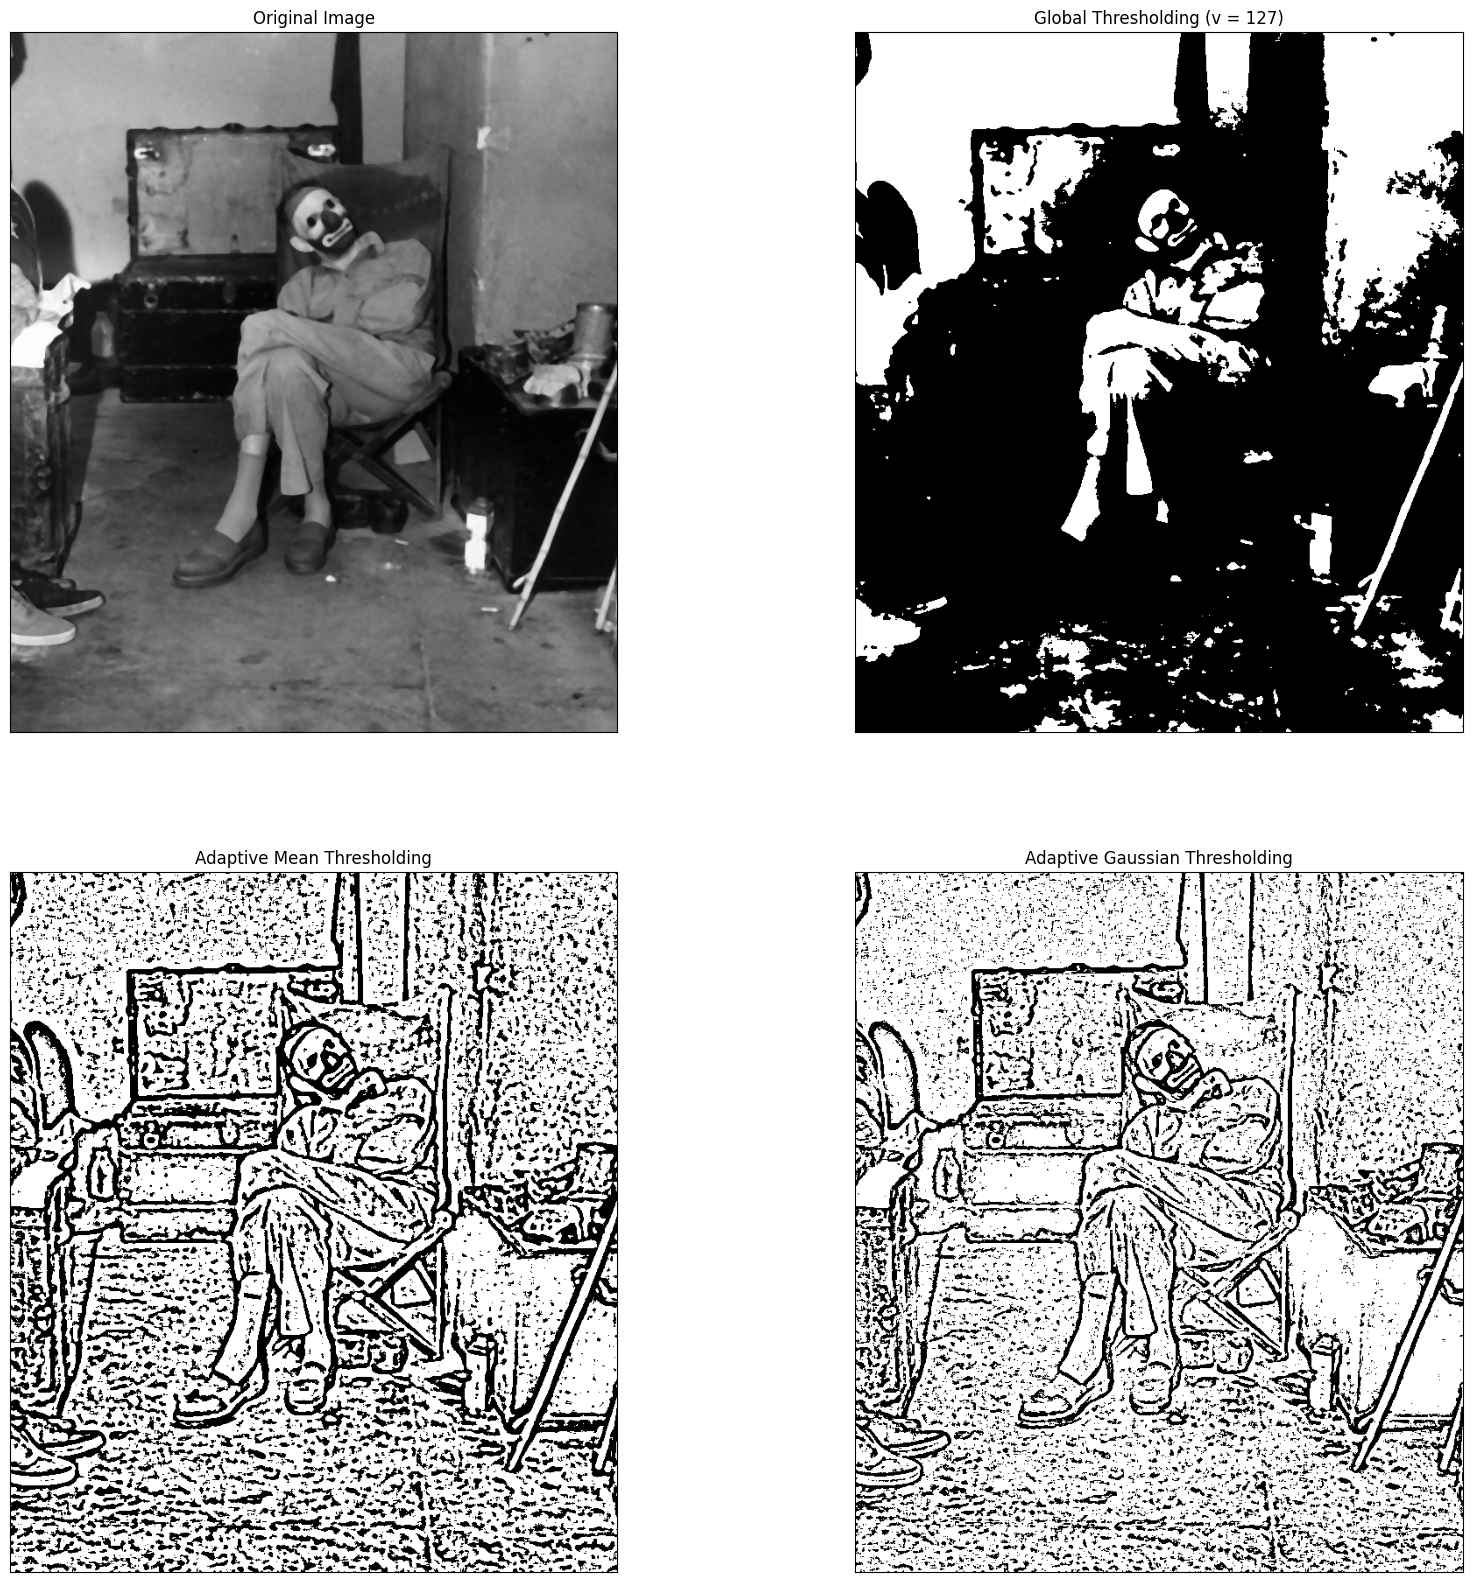 Original Image
Global Thresholding (v = 127)
Adaptive Mean Thresholding
Adaptive Gaussian Thresholding